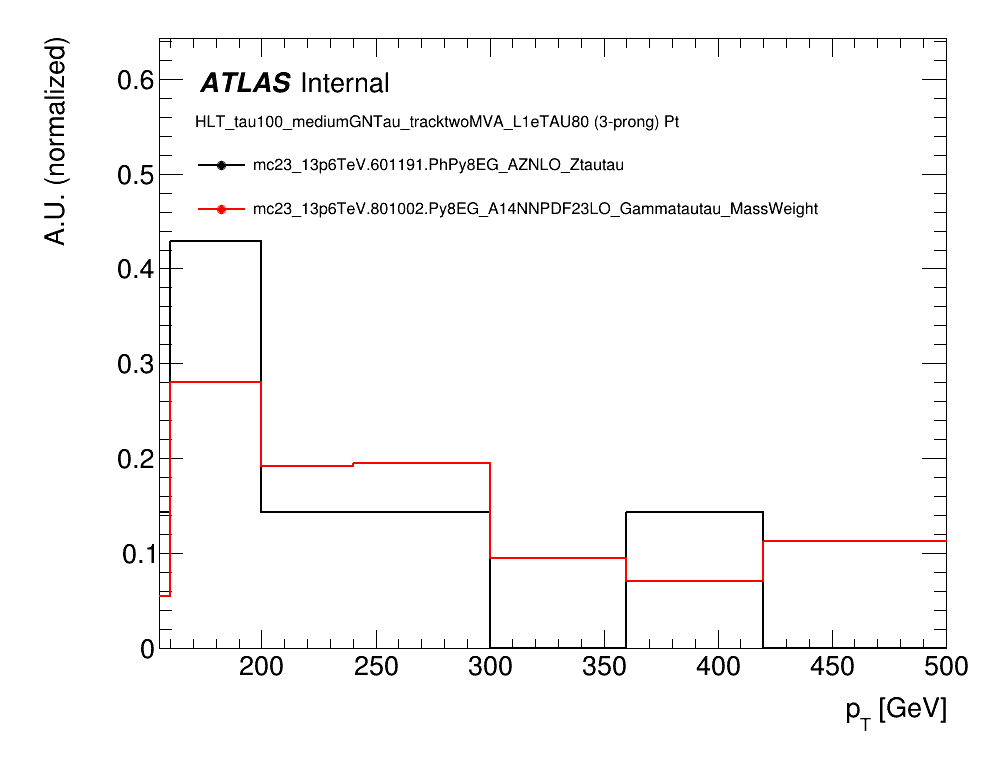 A.U. (normalized)
0.6
0.5
0.4
0.3
0.2
0.1
0
ATLAS Internal
HLT_tau100_mediumGNTau_tracktwoMVA_L1eTAU80 (3-prong) Pt
mc23_13p6TeV.601191.PhPy8EG_AZNLO_Ztautau
mc23_13p6TeV.801002.Py8EG_A14NNPDF23LO_Gammatautau_MassWeight
200 250 300 350 400 450 500
p_T [GeV]